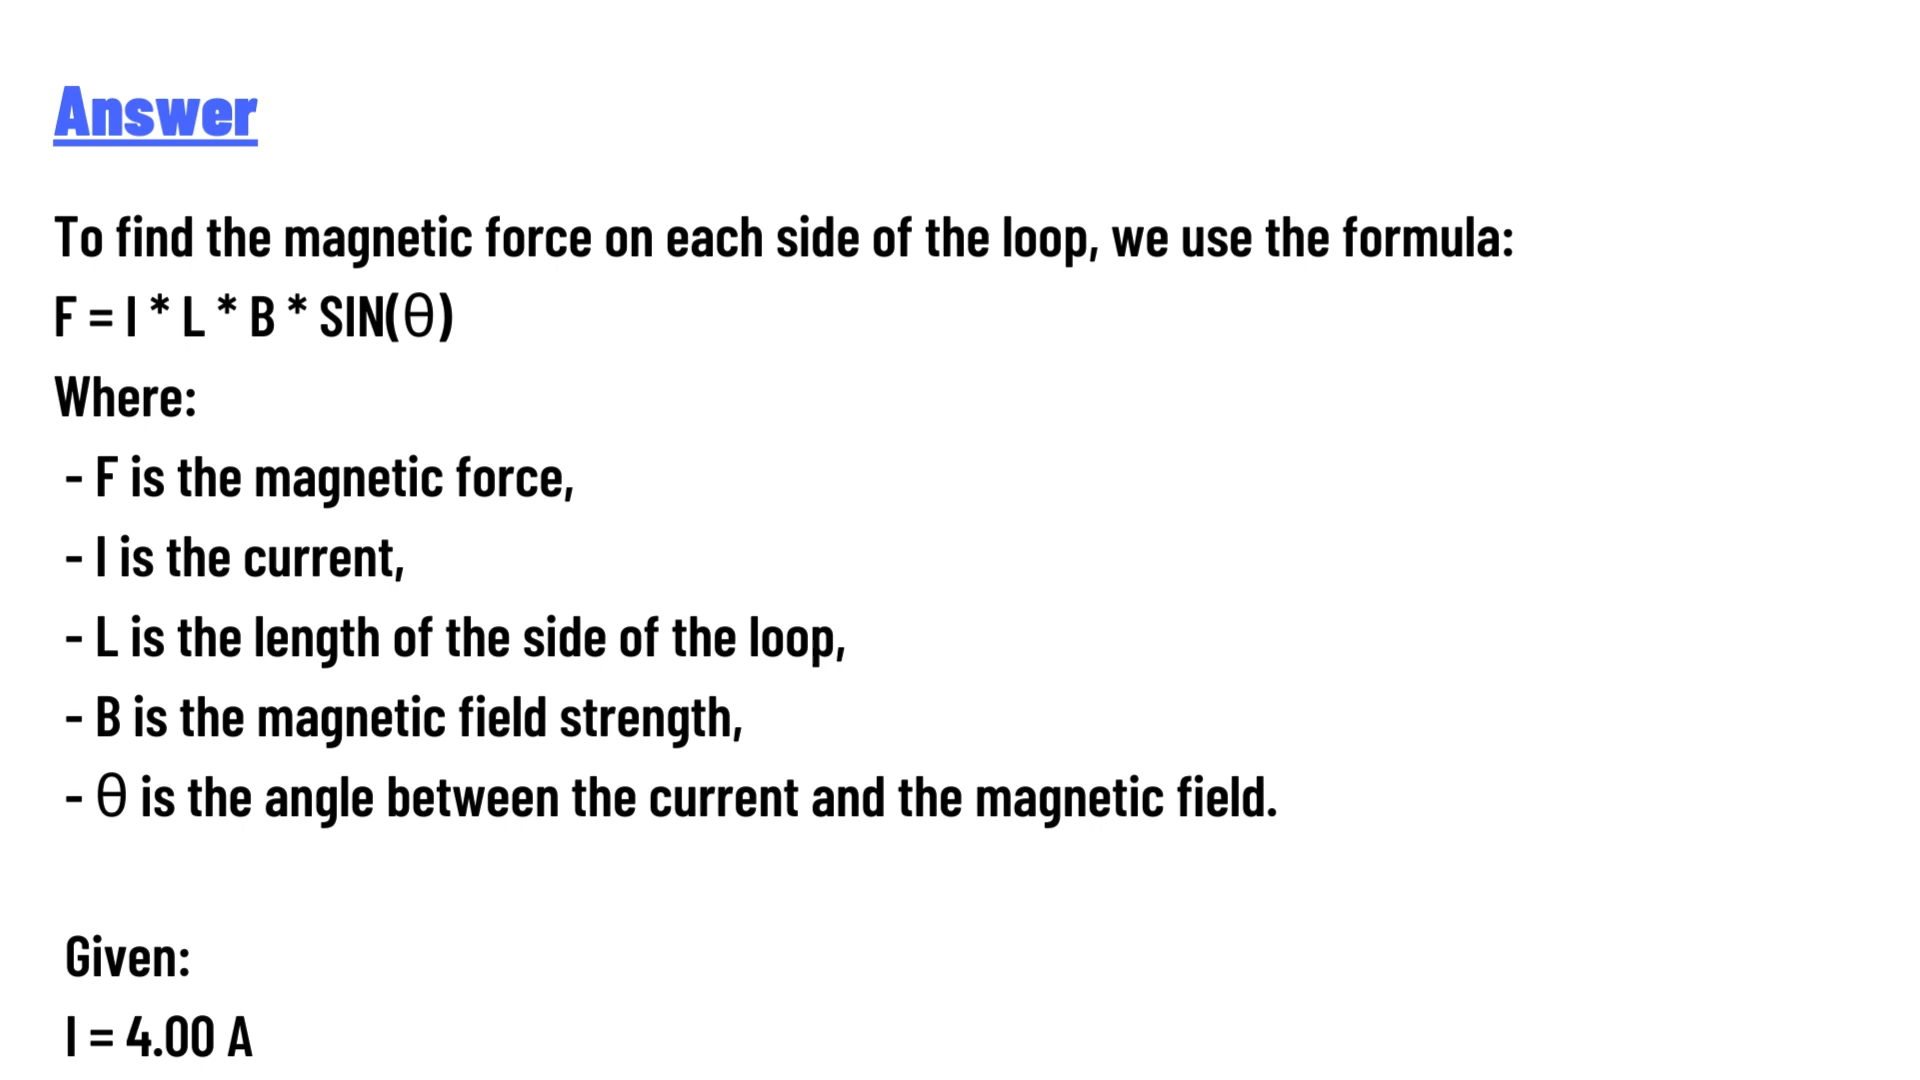 Answer
To find the magnetic force on each side of the loop, we use the formula:
F = I * L * B * SIN(θ)
Where:
- F is the magnetic force,
- I is the current,
- L is the length of the side of the loop,
- B is the magnetic field strength,
- θ is the angle between the current and the magnetic field.
Given:
I = 4.00 A